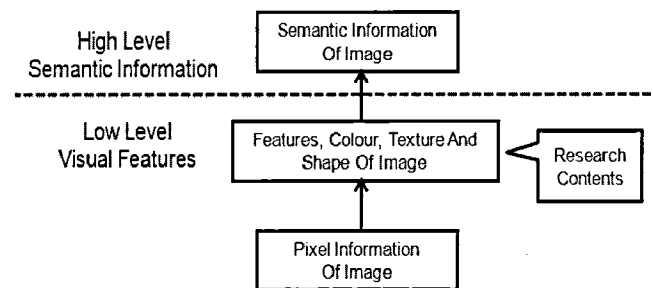 High Level
Semantic Information
Semantic Information
Of Image
Low Level
Visual Features
Features, Colour, Texture And
Shape Of Image
Research
Contents
Pixel Information
Of Image